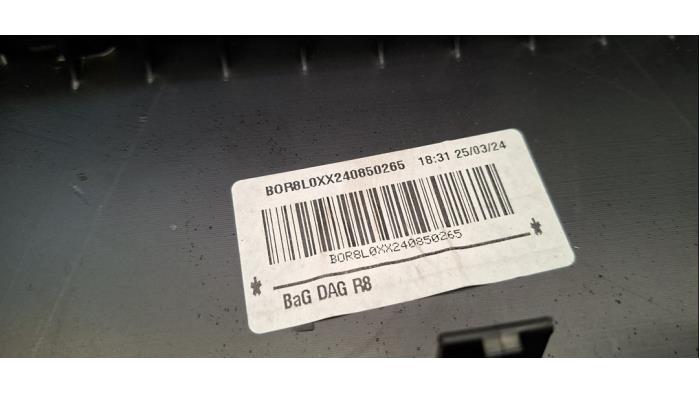 BOR8L0XX240850265 18:31 25/03/24
BOR8L0XX240850265
* *
BaG DAG R8